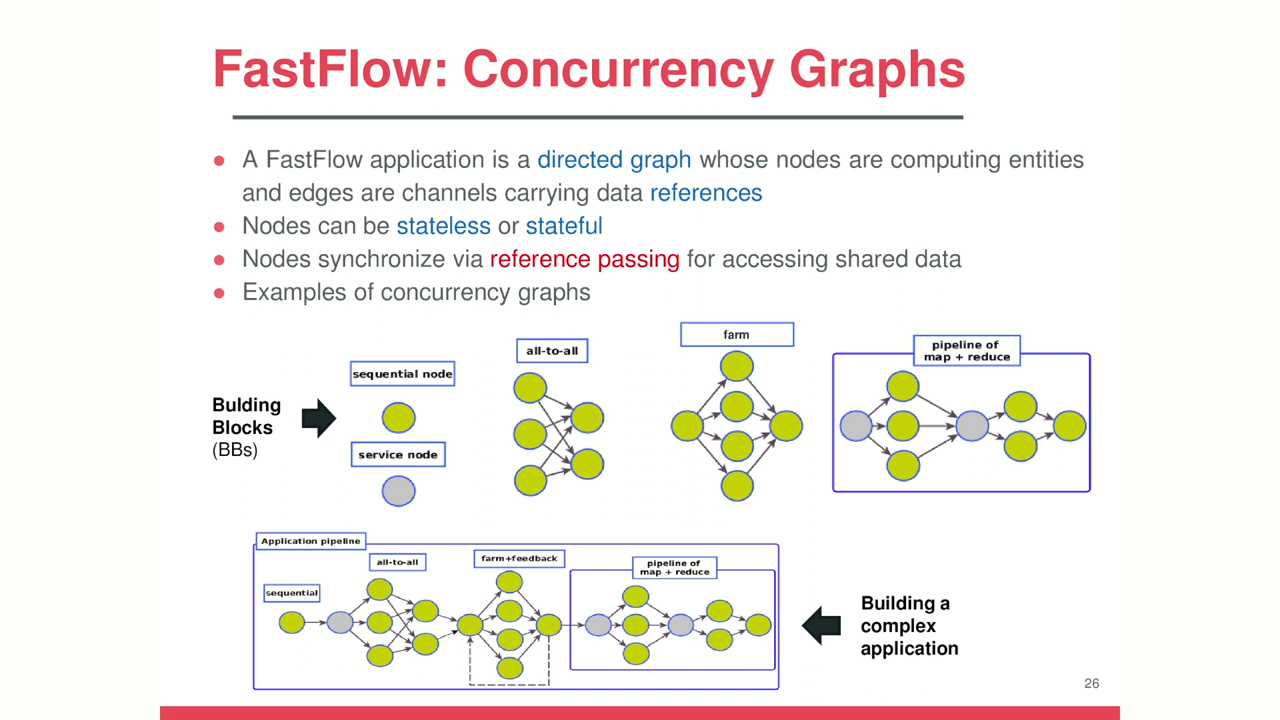 FastFlow: Concurrency Graphs
● A FastFlow application is a directed graph whose nodes are computing entities
and edges are channels carrying data references
● Nodes can be stateless or stateful
● Nodes synchronize via reference passing for accessing shared data
● Examples of concurrency graphs
Bulding
Blocks
(BBs)
sequential node
service node
all-to-all
farm
pipeline of
map + reduce
Application pipeline
sequential
all-to-all
farm+feedback
pipeline of
map + reduce
Building a
complex
application
26